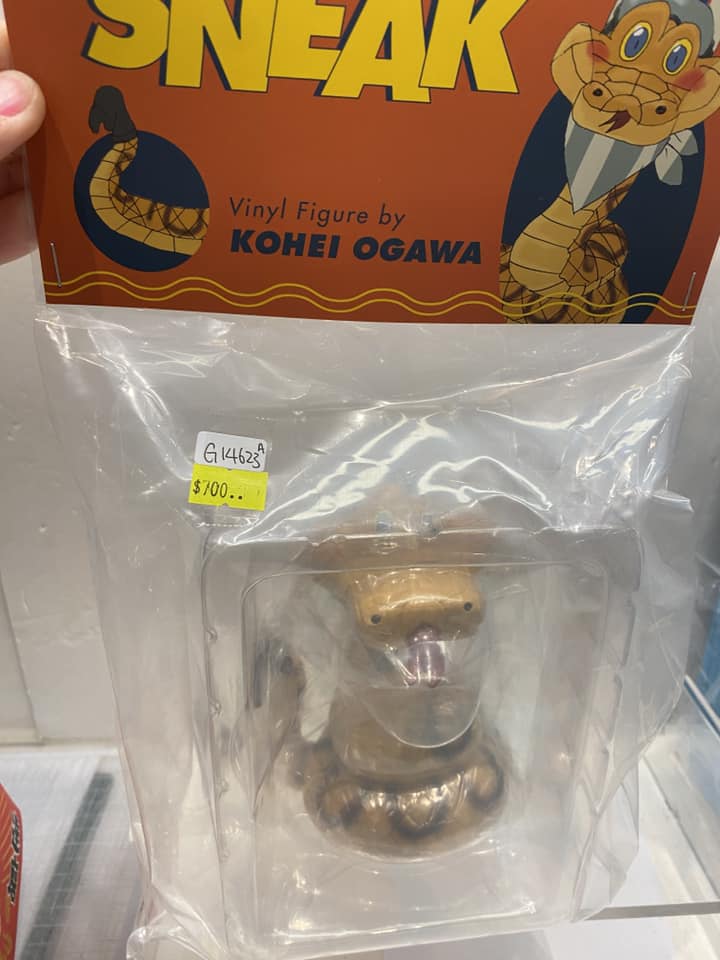 SNEAK
Vinyl Figure by
KOHEI OGAWA
G14623A
$700..